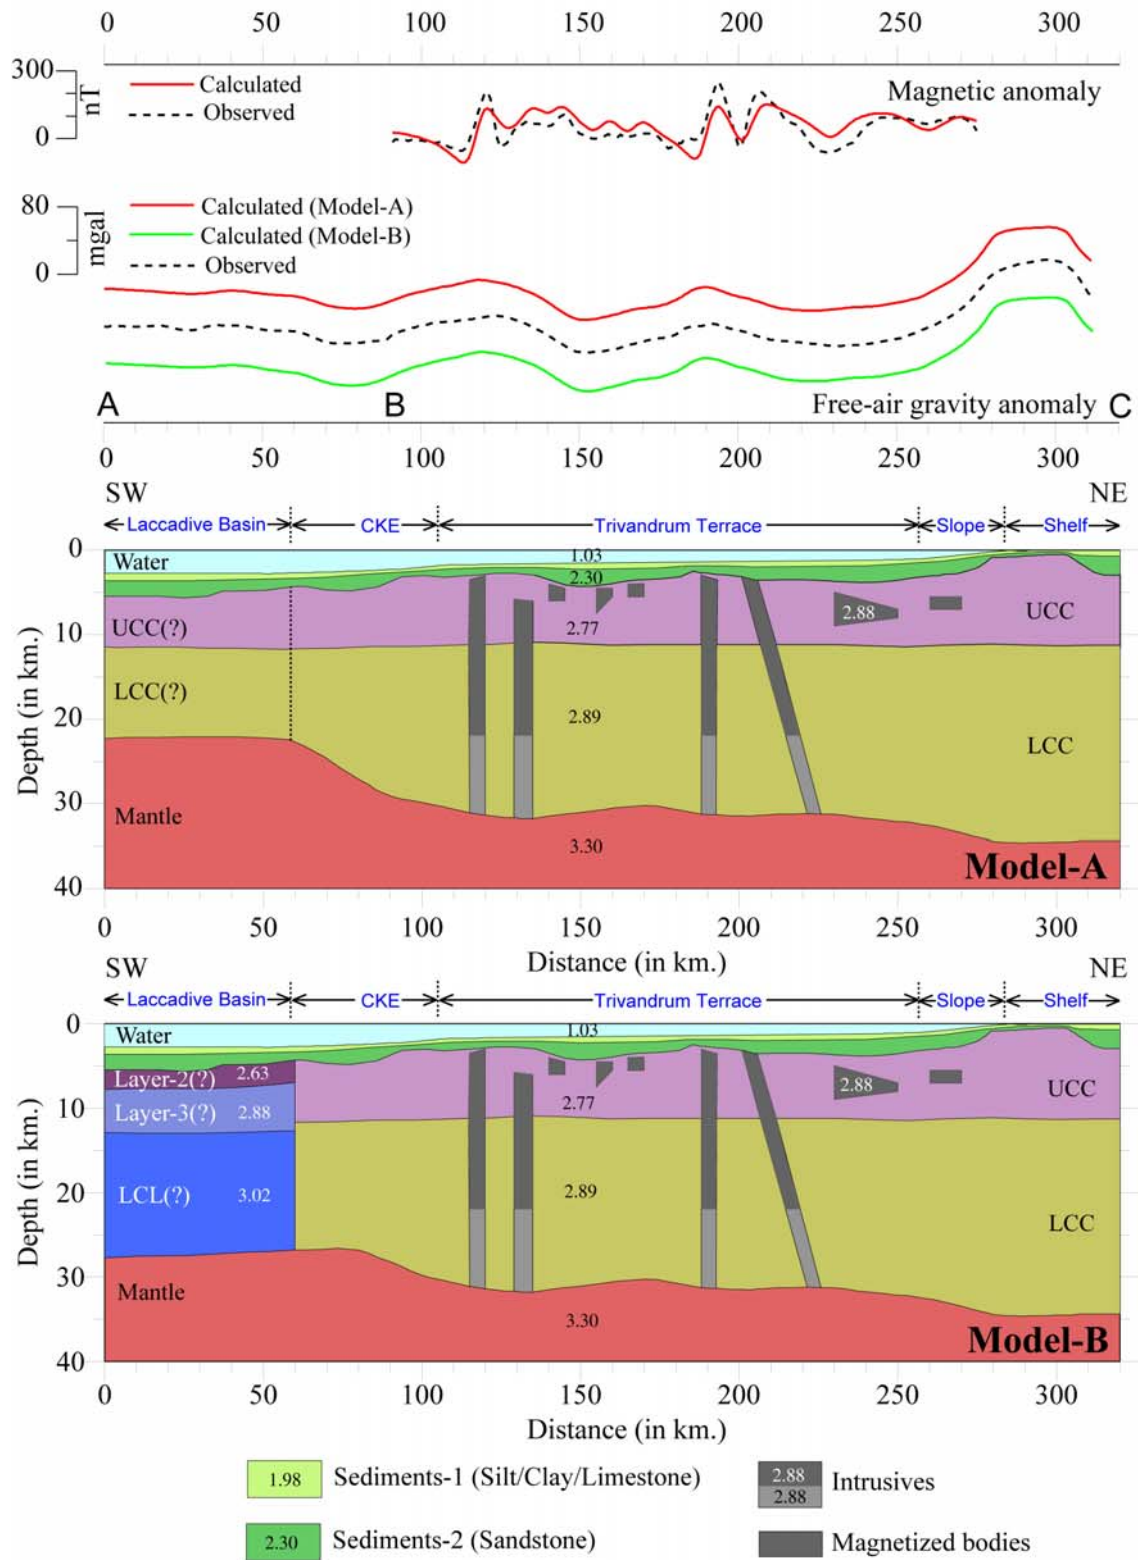 0 50 100 150 200 250 300
300
nT
0
Calculated
Observed
Magnetic anomaly
80
mgal
0
Calculated (Model-A)
Calculated (Model-B)
Observed
A B Free-air gravity anomaly C
0 50 100 150 200 250 300
SW NE
Laccadive Basin CKE Trivandrum Terrace Slope Shelf
0
10
20
30
40
Depth (in km.)
Water 1.03
2.30
UCC(?) 2.77 2.88 UCC
LCC(?) 2.89 LCC
Mantle 3.30
Model-A
0 50 100 150 200 250 300
Distance (in km.)
SW NE
Laccadive Basin CKE Trivandrum Terrace Slope Shelf
0
10
20
30
40
Depth (in km.)
Water 1.03
Layer-2(?) 2.63
Layer-3(?) 2.88 2.77 2.88 UCC
LCL(?) 3.02 2.89 LCC
Mantle 3.30
Model-B
0 50 100 150 200 250 300
Distance (in km.)
1.98 Sediments-1 (Silt/Clay/Limestone)
2.88
2.88
Intrusives
2.30 Sediments-2 (Sandstone)
Magnetized bodies